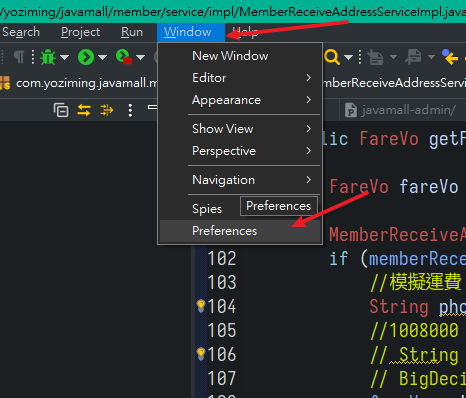 /yoziming/javamall/member/service/impl/MemberReceiveAddressServiceImpl.java
Search Project Run Window Help
com.yoziming.javamall.m
mberReceiveAddressServi
New Window
Editor
Appearance
javamall-admin/
Show View
Perspective
lic FareVo getF
Navigation
FareVo fareVo
Spies
Preferences
Preferences
MemberReceiveA
102 if (memberRece
103 //模擬運費
104 String pho
105 //1008000
106 // String
107 // BigDeci